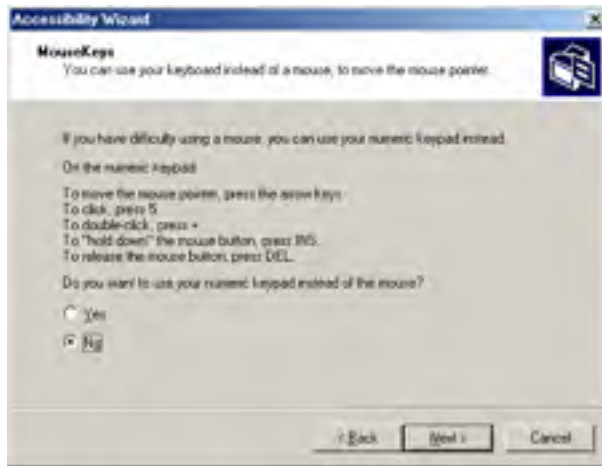 Accessibility Wizard
MouseKeys
You can use your keyboard instead of a mouse, to move the mouse pointer.
If you have difficulty using a mouse, you can use your numeric keypad instead.
On the numeric keypad:
To move the mouse pointer, press the arrow keys.
To click, press 5.
To double-click, press +.
To "hold down" the mouse button, press INS.
To release the mouse button, press DEL.
Do you want to use your numeric keypad instead of the mouse?
Yes
No
< Back
Next >
Cancel